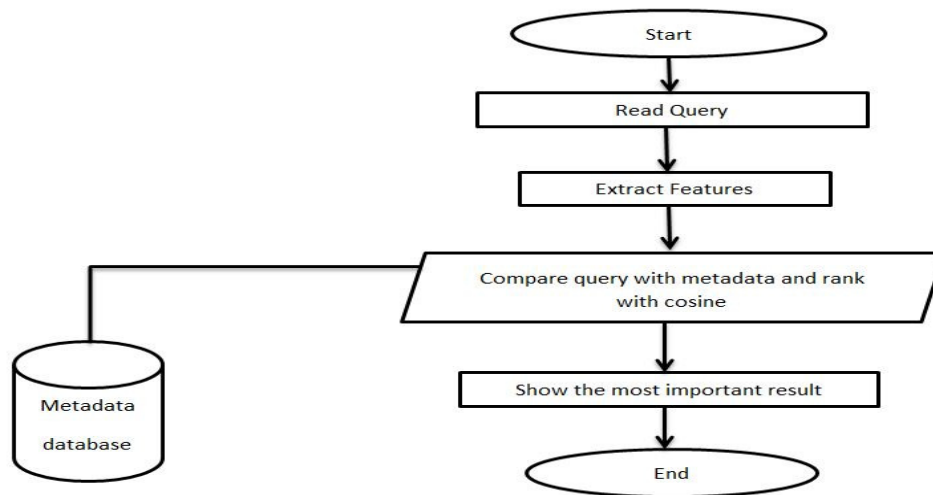 Start
Read Query
Extract Features
Compare query with metadata and rank
with cosine
Show the most important result
Metadata
database
End